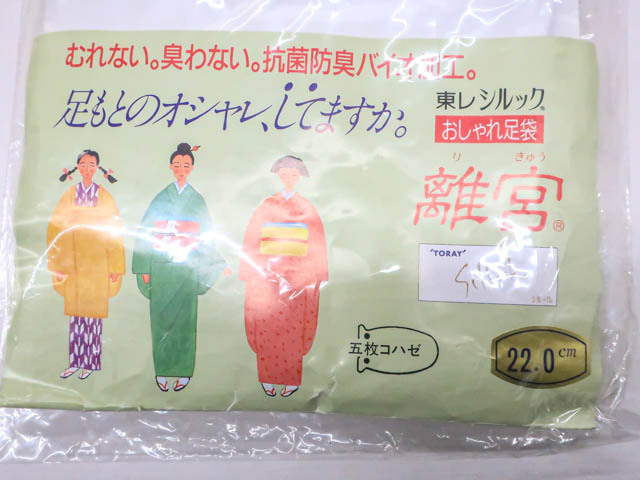 むれない。臭わない。抗菌防臭バイオ加工。
足もとのオシャレ、してますか。
東レシルック®
おしゃれ足袋
り きゅう
離宮®
"TORAY"
五枚コハゼ
22.0cm